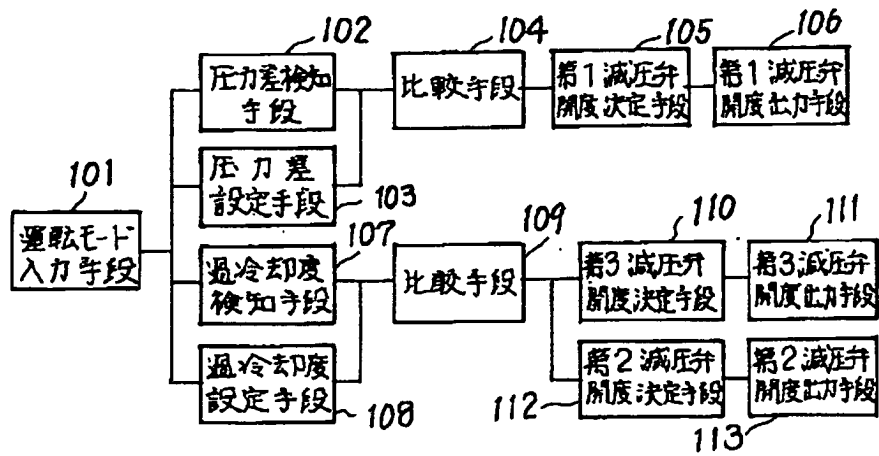 101
運転モード
入力手段
102
圧力差検知
手段
圧力差
設定手段
103
104
比較手段
105
第1減圧弁
開度決定手段
106
第1減圧弁
開度出力手段
107
過冷却度
検知手段
過冷却度
設定手段
108
109
比較手段
110
第3減圧弁
開度決定手段
111
第3減圧弁
開度出力手段
第2減圧弁
開度決定手段
112
第2減圧弁
開度出力手段
113